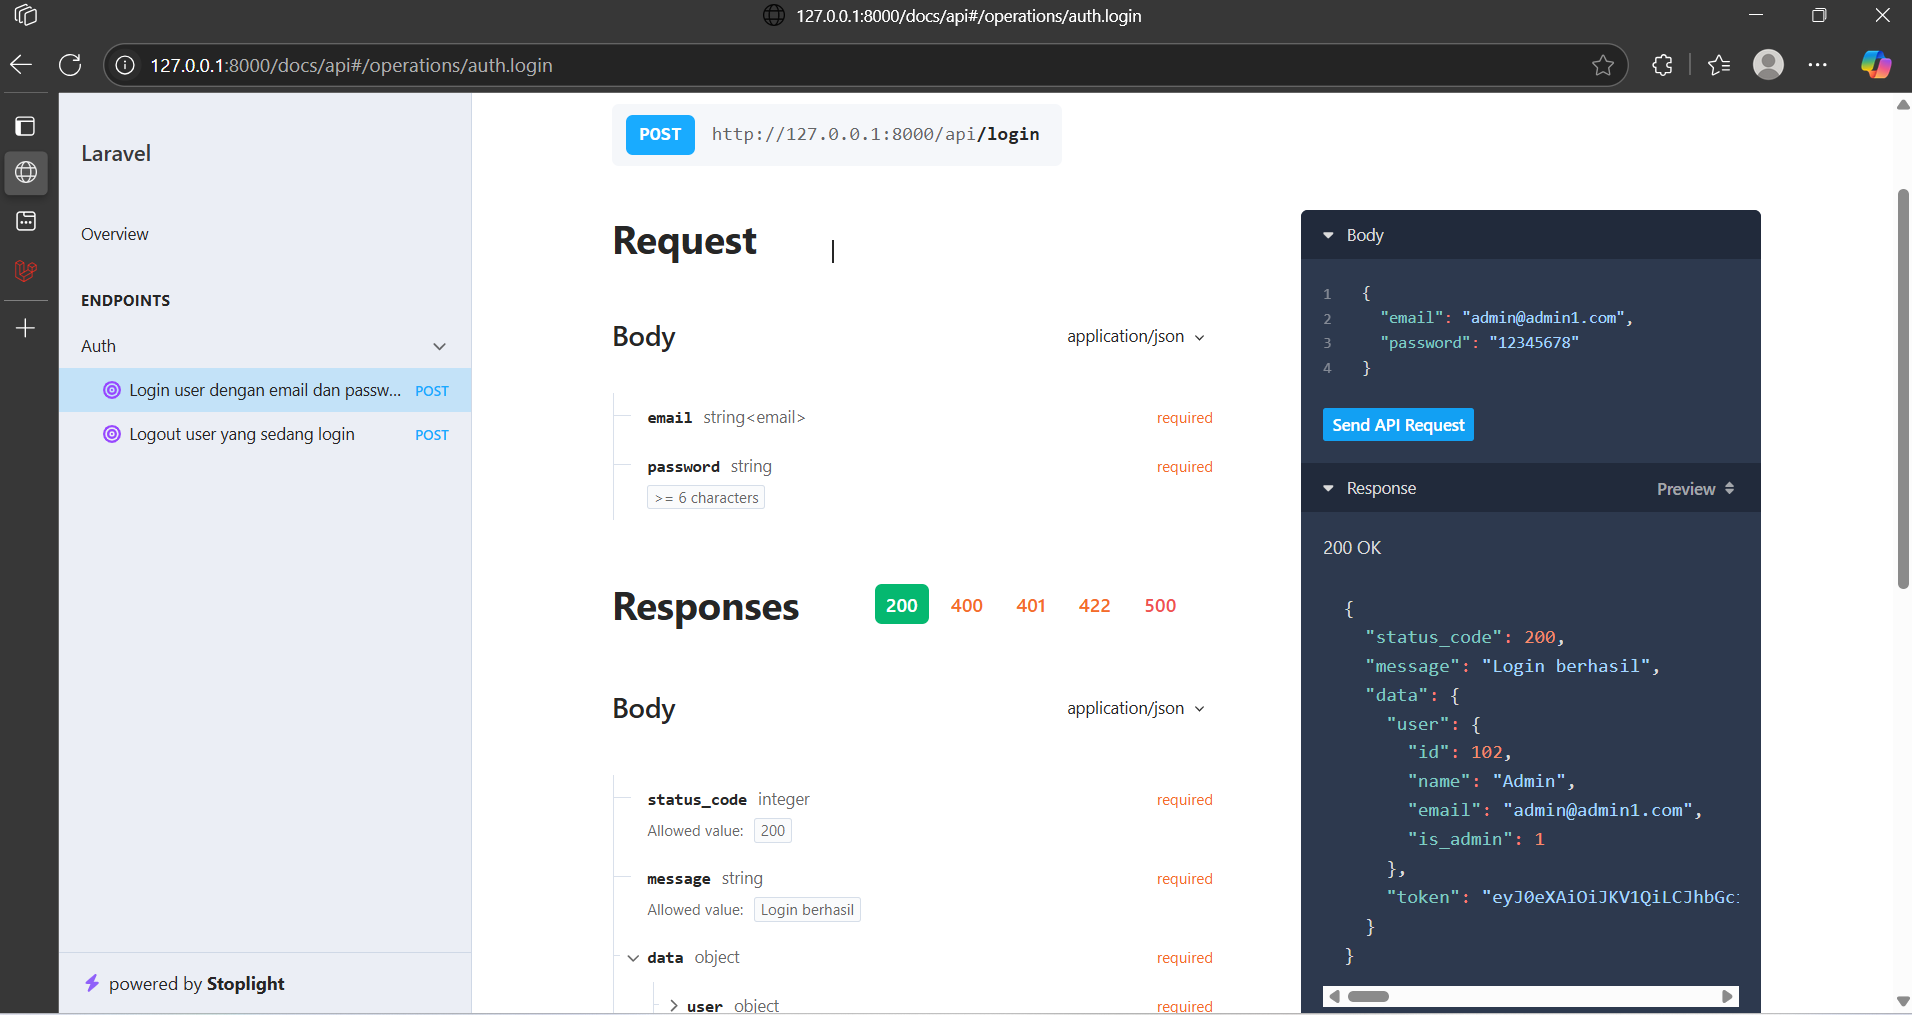 127.0.0.1:8000/docs/api#/operations/auth.login
127.0.0.1:8000/docs/api#/operations/auth.login
Laravel
Overview
ENDPOINTS
Auth
Login user dengan email dan passw... POST
Logout user yang sedang login POST
powered by Stoplight
POST http://127.0.0.1:8000/api/login
Request
Body application/json
email string<email> required
password string required
>= 6 characters
Responses 200 400 401 422 500
Body application/json
status_code integer required
Allowed value: 200
message string required
Allowed value: Login berhasil
data object required
user object required
Body
1 {
2 "email": "admin@admin1.com",
3 "password": "12345678"
4 }
Send API Request
Response Preview
200 OK
{
"status_code": 200,
"message": "Login berhasil",
"data": {
"user": {
"id": 102,
"name": "Admin",
"email": "admin@admin1.com",
"is_admin": 1
},
"token": "eyJ0eXAiOiJKV1QiLCJhbGc:
}
}